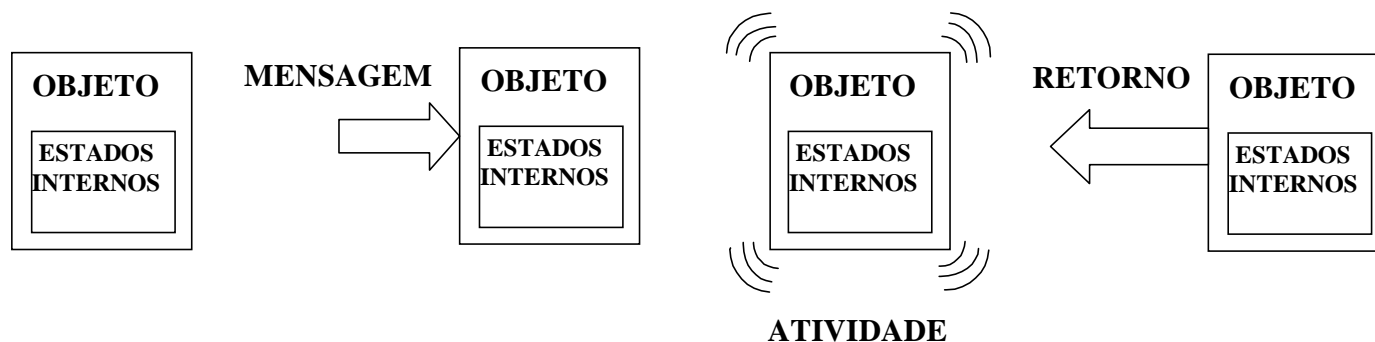 OBJETO
ESTADOS
INTERNOS
MENSAGEM
OBJETO
ESTADOS
INTERNOS
OBJETO
ESTADOS
INTERNOS
ATIVIDADE
RETORNO
OBJETO
ESTADOS
INTERNOS